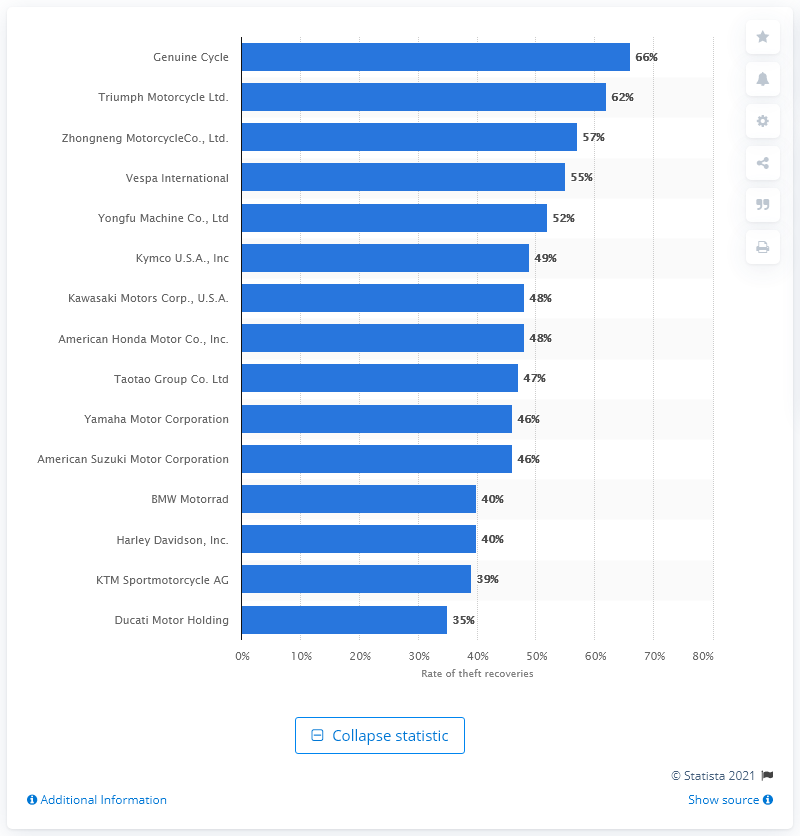 Genuine Cycle 66%
Triumph Motorcycle Ltd. 62%
Zhongneng MotorcycleCo., Ltd. 57%
Vespa International 55%
Yongfu Machine Co., Ltd 52%
Kymco U.S.A., Inc 49%
Kawasaki Motors Corp., U.S.A. 48%
American Honda Motor Co., Inc. 48%
Taotao Group Co. Ltd 47%
Yamaha Motor Corporation 46%
American Suzuki Motor Corporation 46%
BMW Motorrad 40%
Harley Davidson, Inc. 40%
KTM Sportmotorcycle AG 39%
Ducati Motor Holding 35%
0% 10% 20% 30% 40% 50% 60% 70% 80%
Rate of theft recoveries
Collapse statistic
© Statista 2021
Additional Information Show source